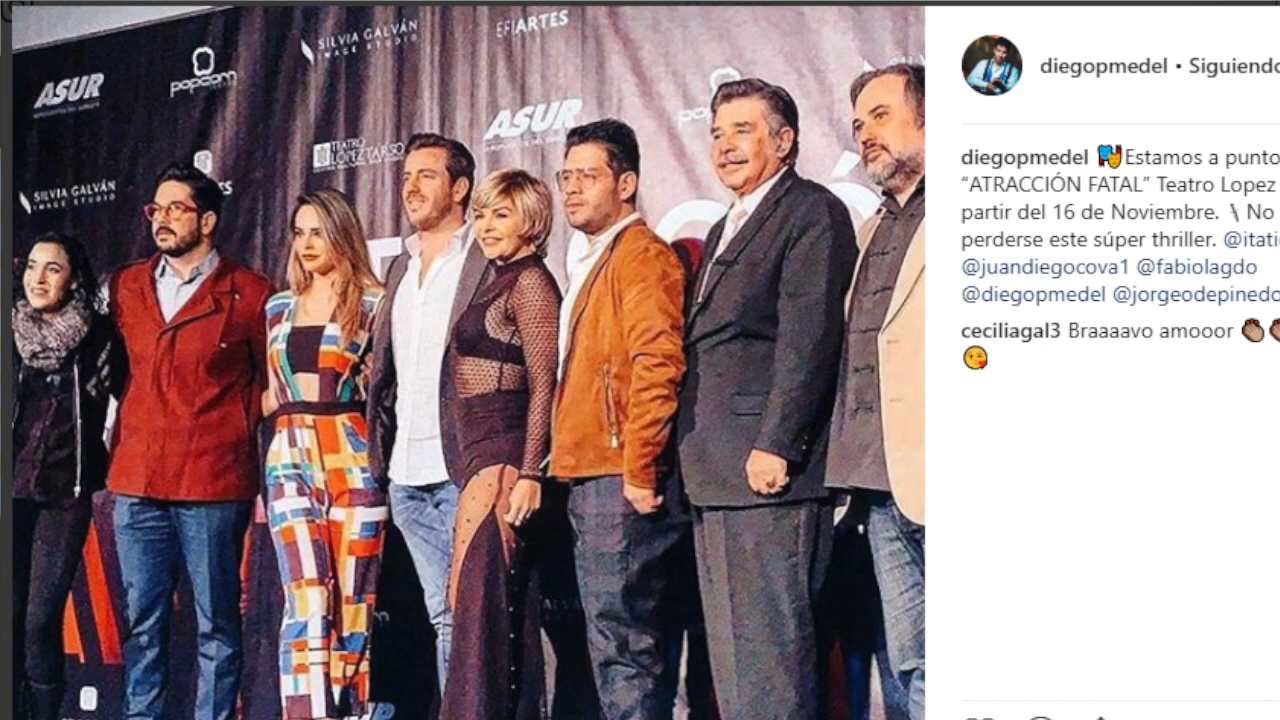 SILVIA GALVÁN
IMAGE STUDIO
EFIARTES
ASUR
popcom
ASUR
TEATRO
LÓPEZ TARSO
SILVIA GALVÁN
IMAGE STUDIO
diegopmedel • Siguiendo
diegopmedel Estamos a punto
“ATRACCIÓN FATAL” Teatro Lopez
partir del 16 de Noviembre. No
perderse este súper thriller. @itati
@juandiegocova1 @fabiolagdo
@diegopmedel @jorgeodepinedo
ceciliagal3 Braaaavo amooor